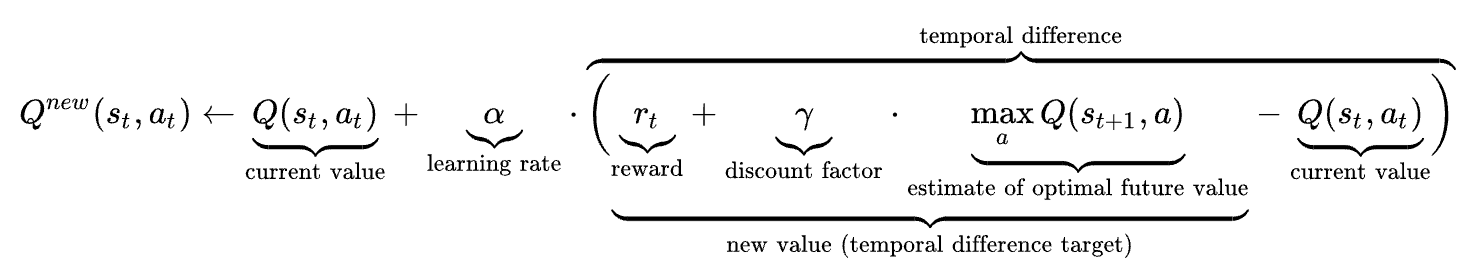 temporal difference
Q^{new}(s_t, a_t) ← Q(s_t, a_t) + α · ( r_t + γ · max_a Q(s_{t+1}, a) − Q(s_t, a_t) )
current value learning rate reward discount factor estimate of optimal future value current value
new value (temporal difference target)